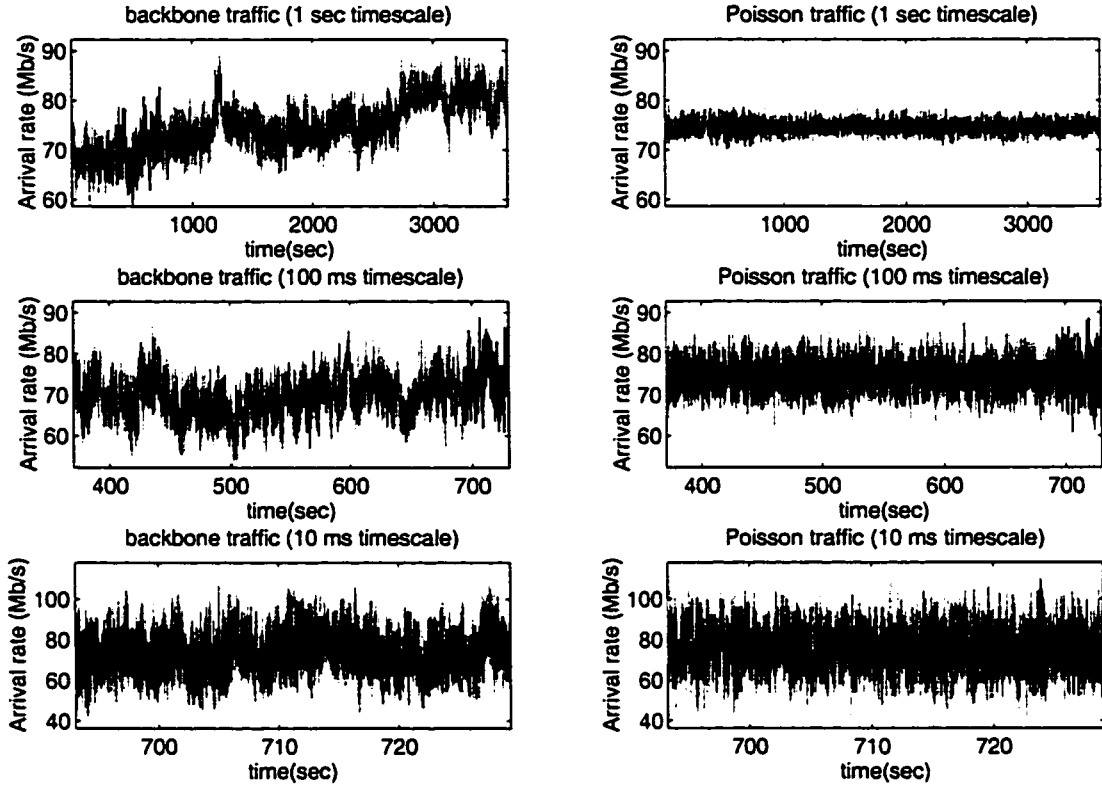 backbone traffic (1 sec timescale)
Arrival rate (Mb/s)
90
80
70
60
1000 2000 3000
time(sec)
Poisson traffic (1 sec timescale)
Arrival rate (Mb/s)
90
80
70
60
1000 2000 3000
time(sec)
backbone traffic (100 ms timescale)
Arrival rate (Mb/s)
90
80
70
60
400 500 600 700
time(sec)
Poisson traffic (100 ms timescale)
Arrival rate (Mb/s)
90
80
70
60
400 500 600 700
time(sec)
backbone traffic (10 ms timescale)
Arrival rate (Mb/s)
100
80
60
40
700 710 720
time(sec)
Poisson traffic (10 ms timescale)
Arrival rate (Mb/s)
100
80
60
40
700 710 720
time(sec)